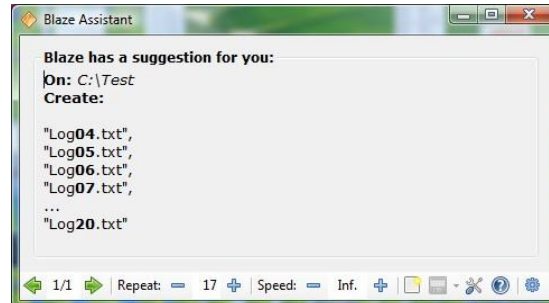 Blaze Assistant
Blaze has a suggestion for you:
On: C:\Test
Create:
"Log04.txt",
"Log05.txt",
"Log06.txt",
"Log07.txt",
...
"Log20.txt"
1/1 Repeat: 17 Speed: Inf.